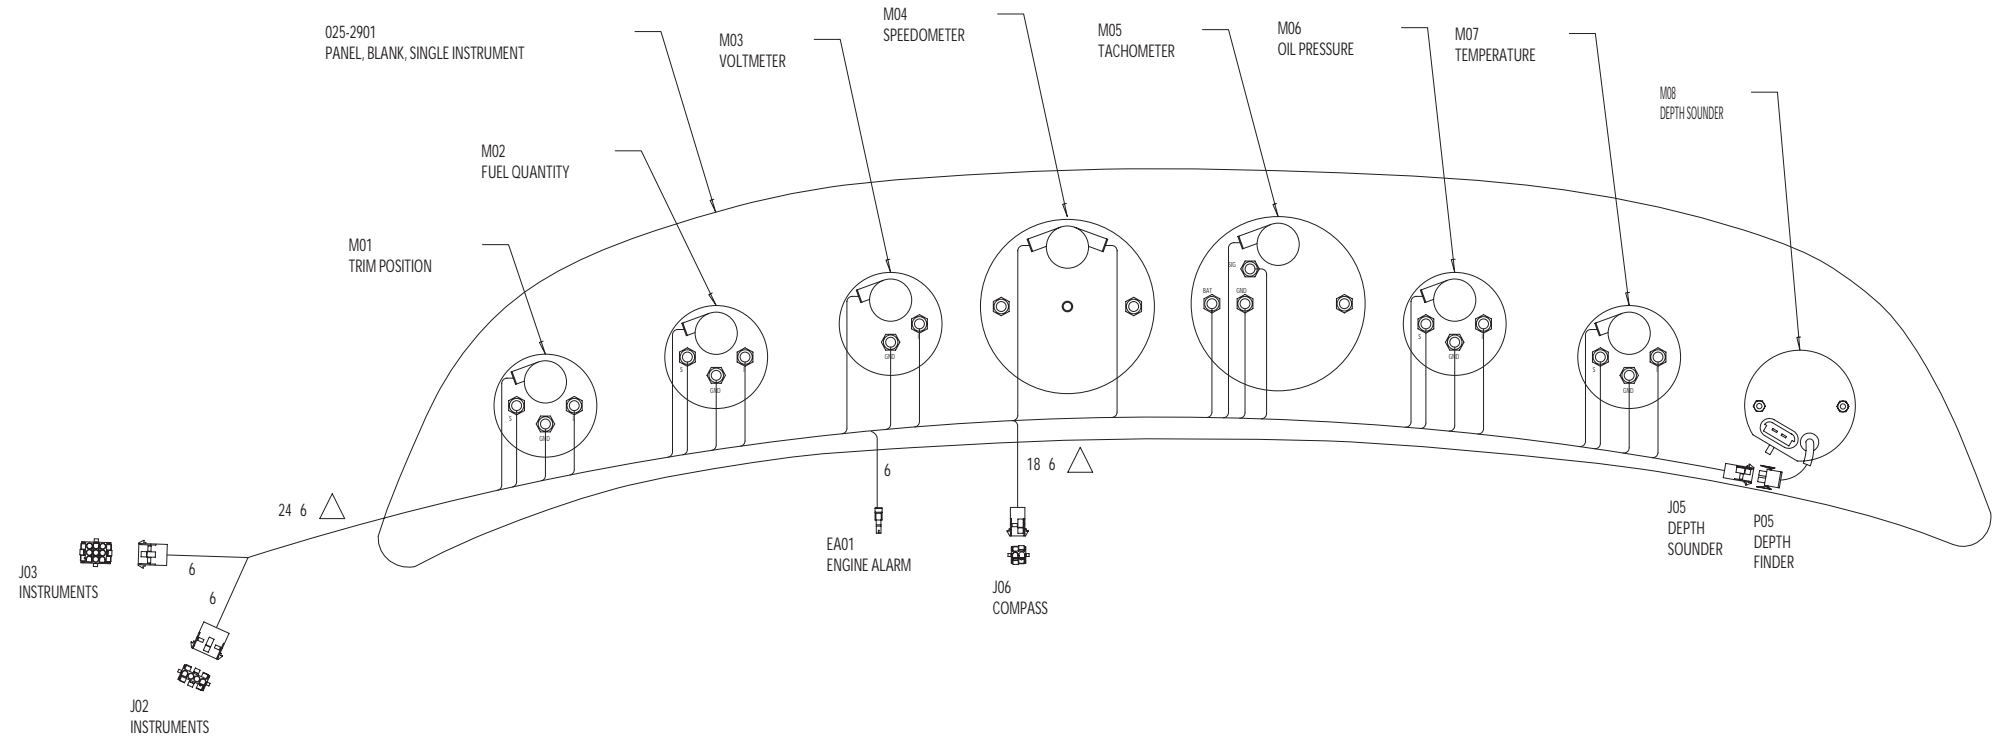 025-2901
PANEL, BLANK, SINGLE INSTRUMENT
M03
VOLTMETER
M04
SPEEDOMETER
M05
TACHOMETER
M06
OIL PRESSURE
M07
TEMPERATURE
M08
DEPTH SOUNDER
M02
FUEL QUANTITY
M01
TRIM POSITION
SIG
BAT
GND
GND
I
S
GND
I
S
GND
I
S
GND
I
S
GND
I
S
GND
24 6
6
18 6
6
6
J03
INSTRUMENTS
J02
INSTRUMENTS
EA01
ENGINE ALARM
J06
COMPASS
J05
DEPTH
SOUNDER
P05
DEPTH
FINDER